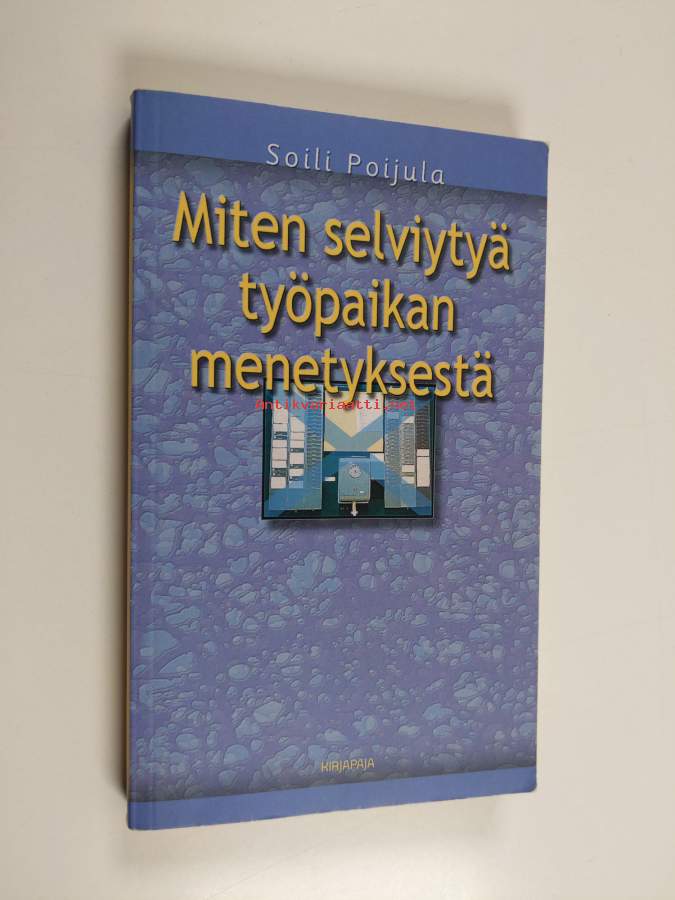 Soili Poijula
Miten selviytyä
työpaikan
menetyksestä
Antikvariaatti.net
KIRJAPAJA